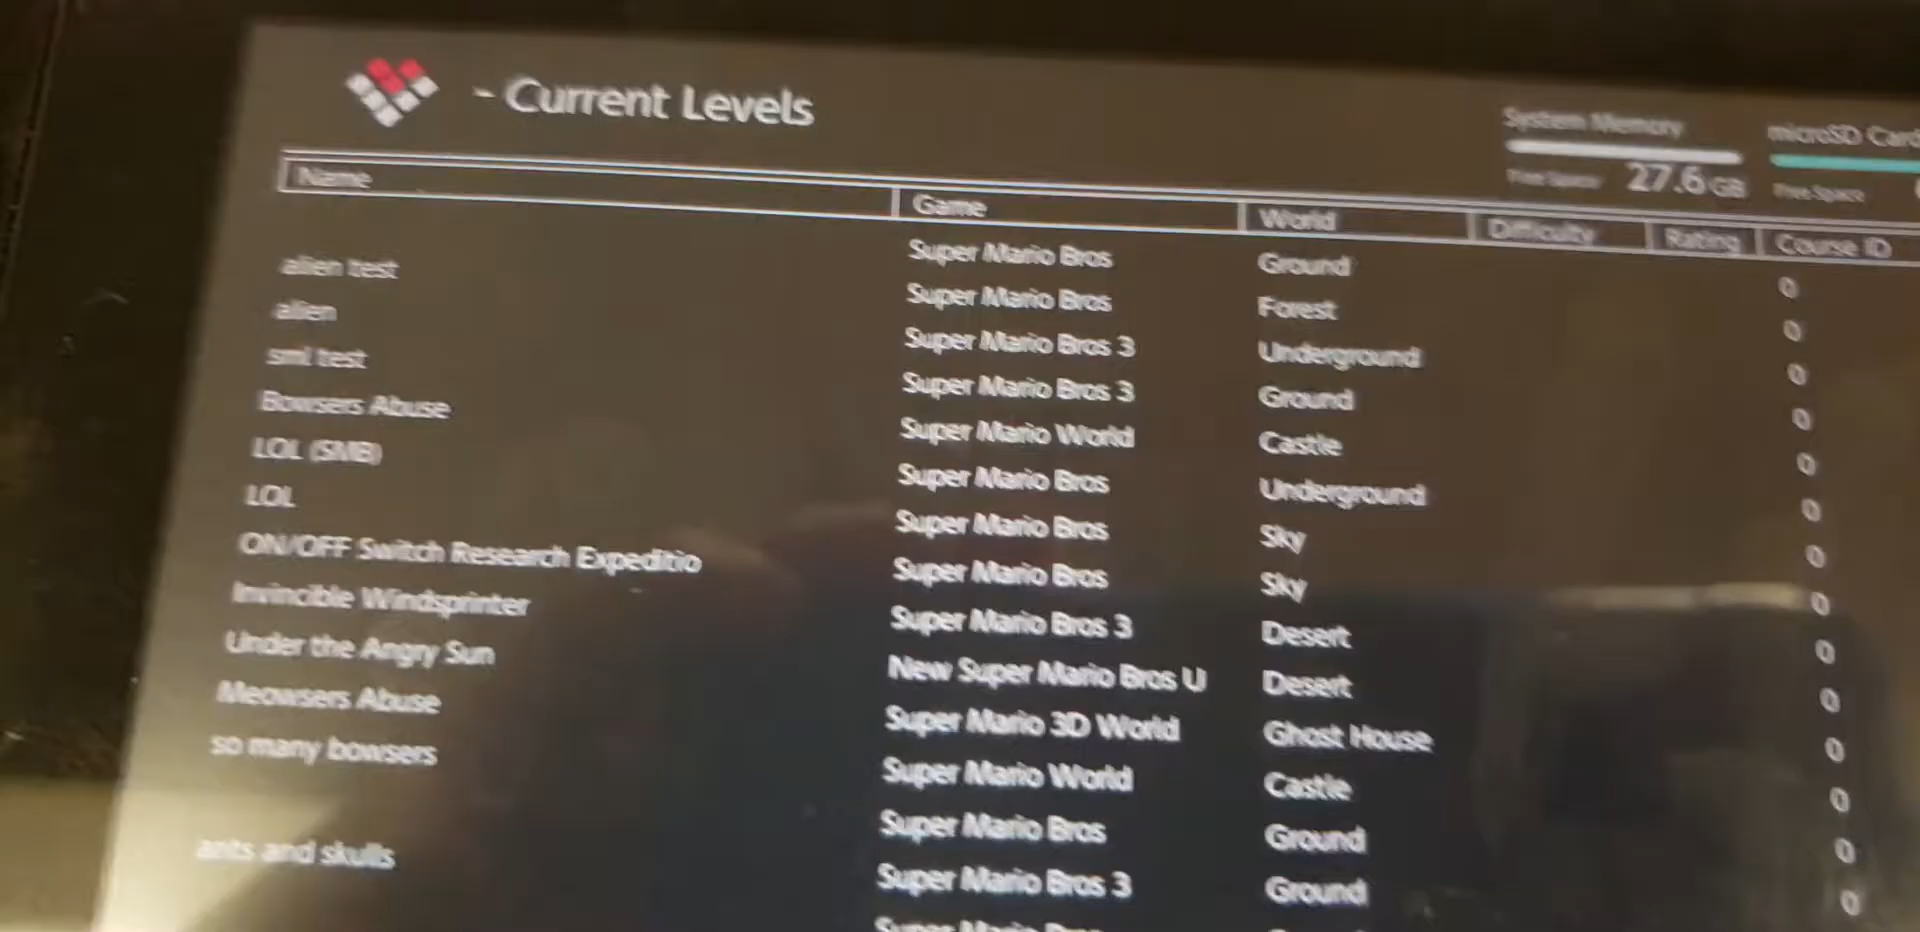 - Current Levels
System Memory microSD Card
Free Space 27.6 GB Free Space
Name Game World Difficulty Rating Course ID
Super Mario Bros Ground 0
alien test Super Mario Bros Forest 0
alien Super Mario Bros 3 Underground 0
sml test Super Mario Bros 3 Ground 0
Bowsers Abuse Super Mario World Castle 0
LOL (SMB) Super Mario Bros Underground 0
LOL Super Mario Bros Sky 0
ON/OFF Switch Research Expeditio Super Mario Bros Sky 0
Invincible Windsprinter Super Mario Bros 3 Desert 0
Under the Angry Sun New Super Mario Bros U Desert 0
Meowsers Abuse Super Mario 3D World Ghost House 0
so many bowsers Super Mario World Castle 0
Super Mario Bros Ground 0
ants and skulls Super Mario Bros 3 Ground 0
Super Mario Bros